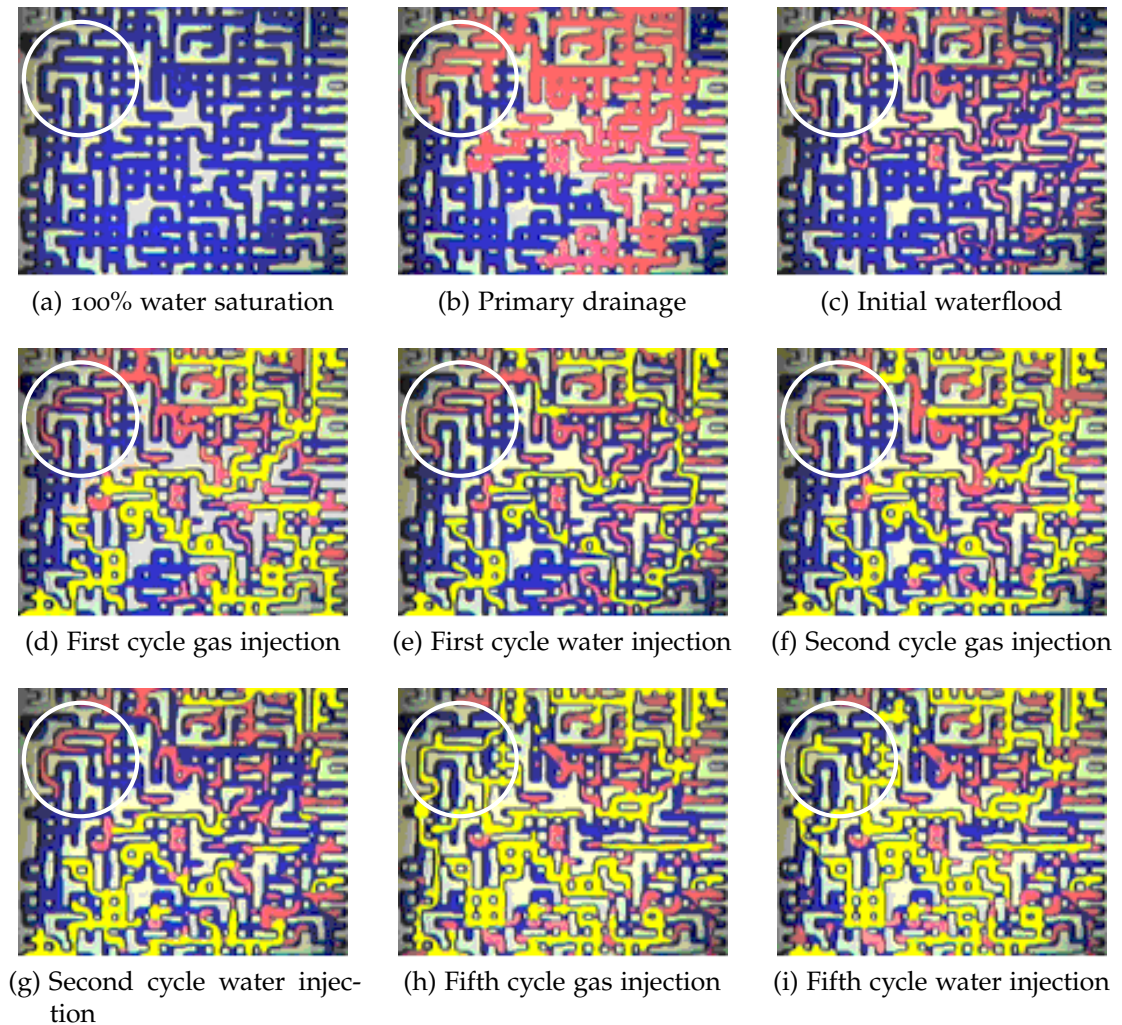 (a) 100% water saturation
(b) Primary drainage
(c) Initial waterflood
(d) First cycle gas injection
(e) First cycle water injection
(f) Second cycle gas injection
(g) Second cycle water injec-
tion
(h) Fifth cycle gas injection
(i) Fifth cycle water injection